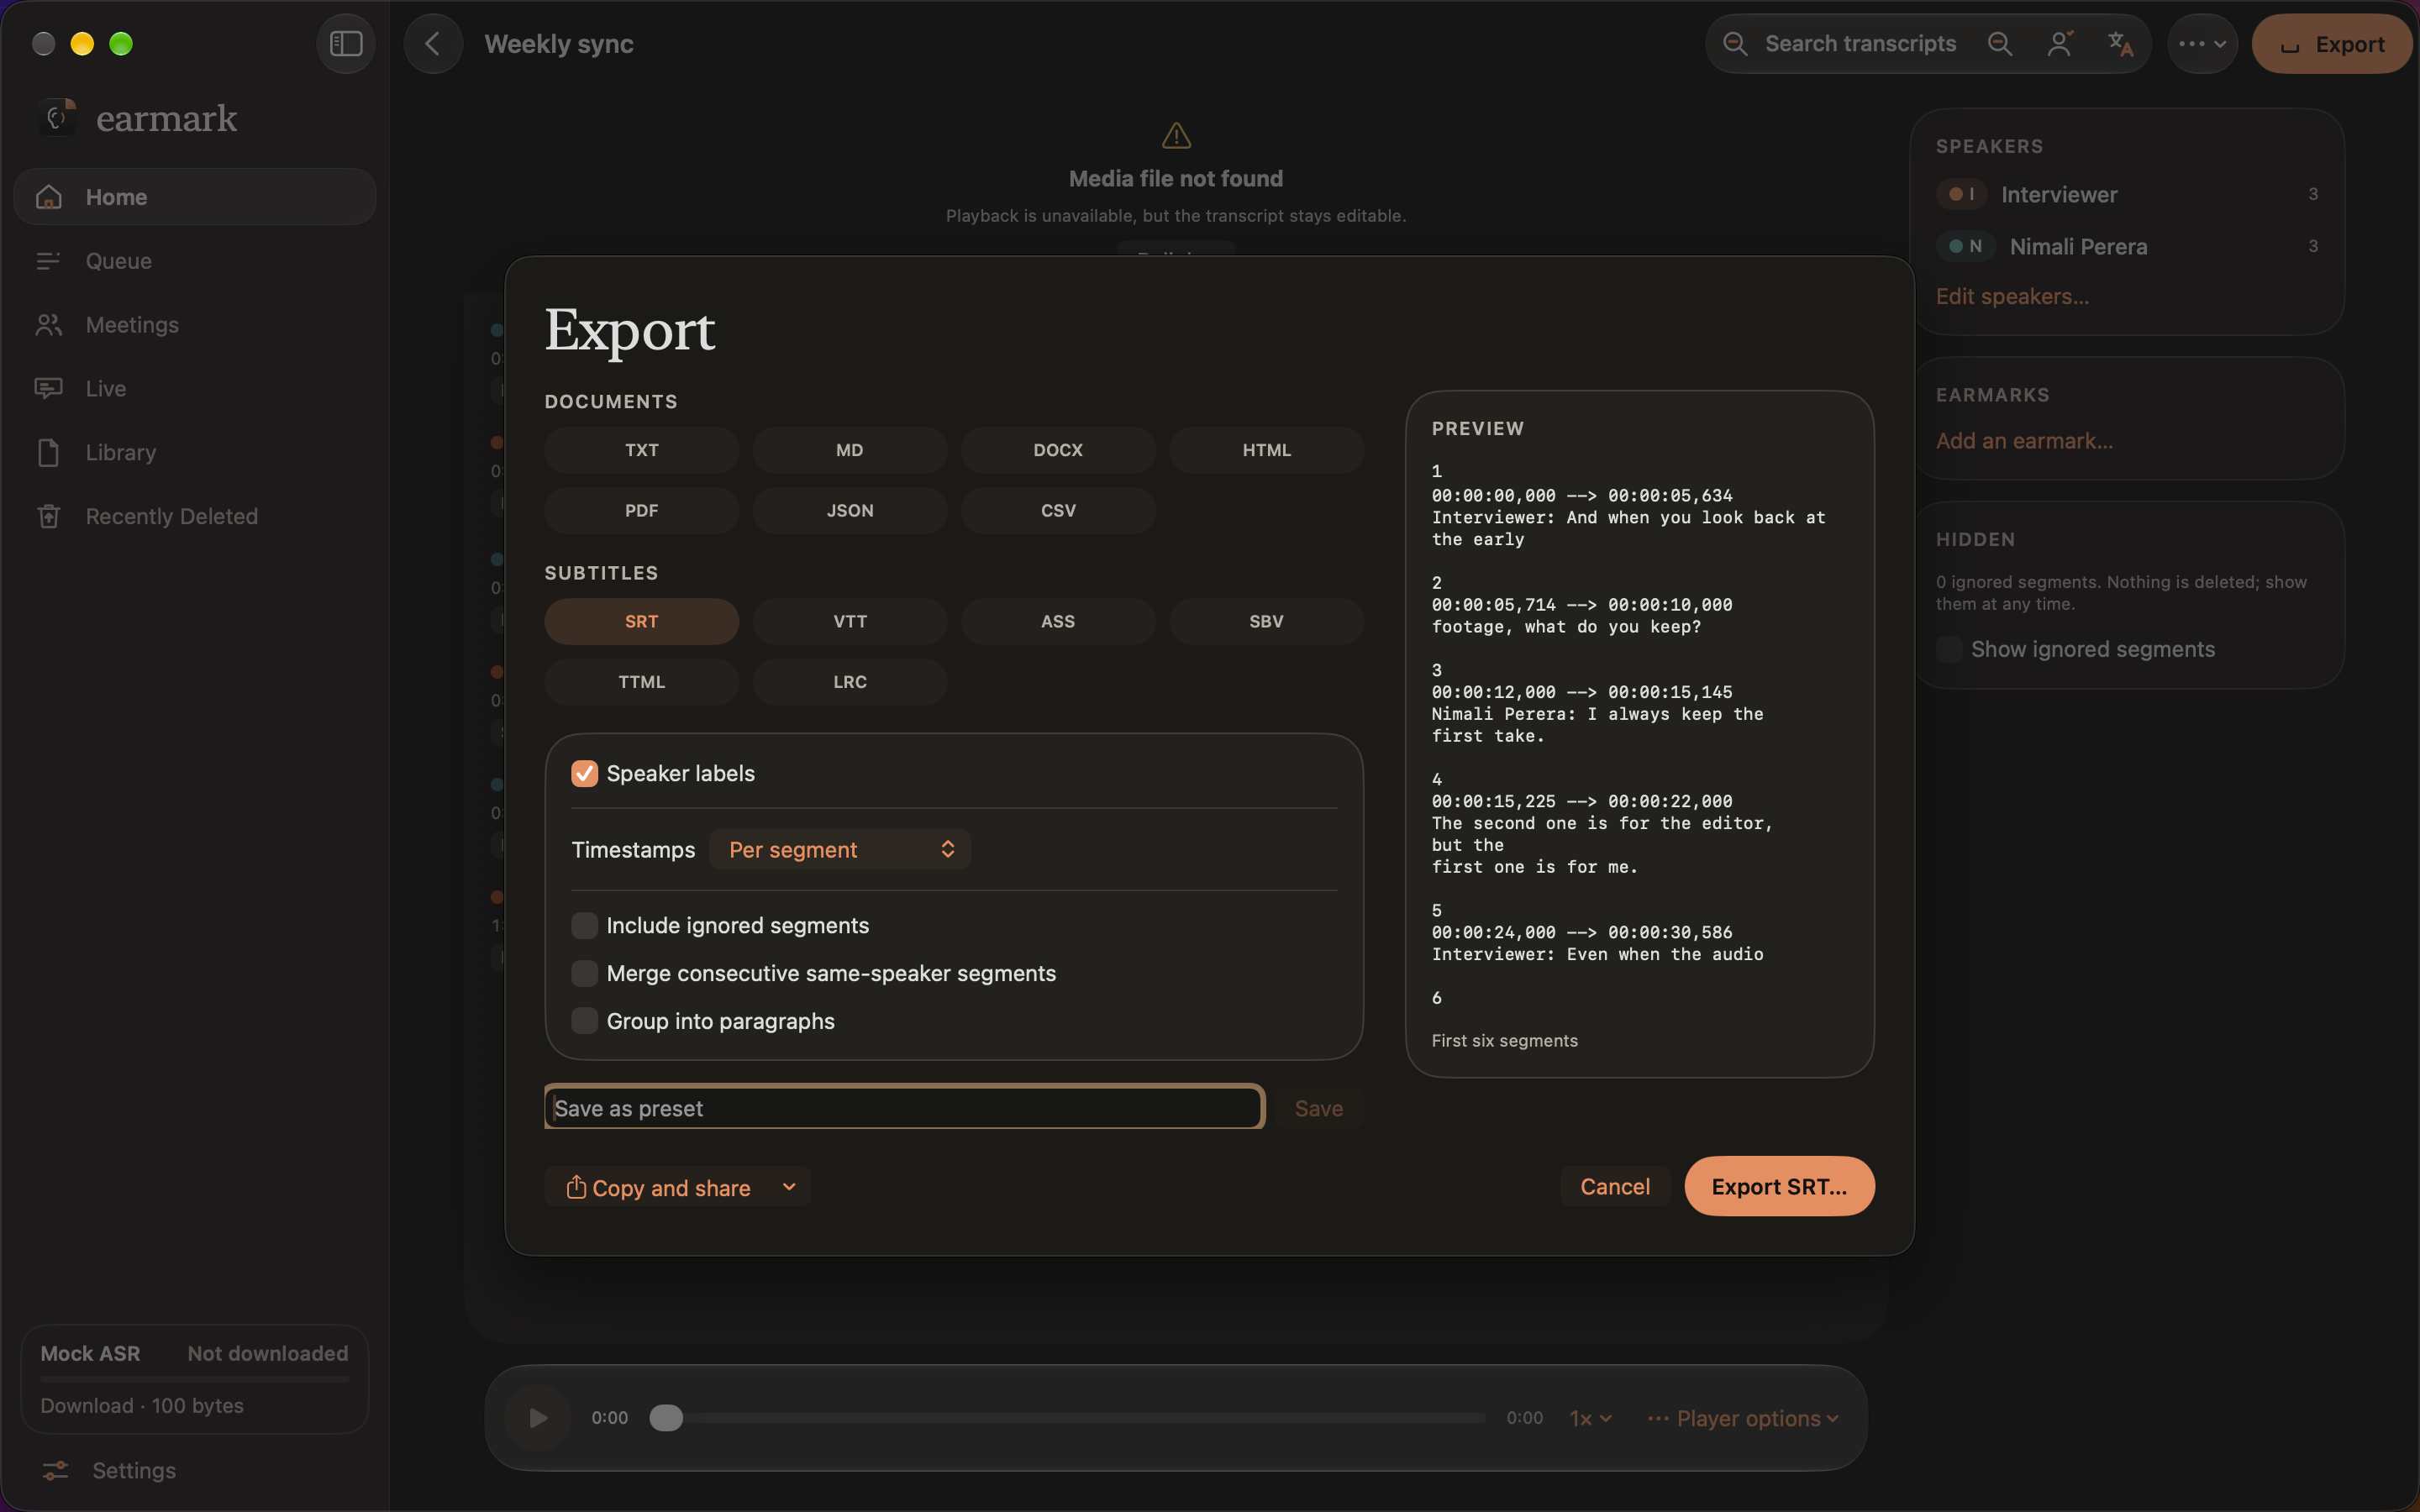 Weekly sync
Search transcripts
Export
earmark
Home
Queue
Meetings
Live
Library
Recently Deleted
Mock ASR
Not downloaded
Download · 100 bytes
Settings
Media file not found
Playback is unavailable, but the transcript stays editable.
Export
DOCUMENTS
TXT
MD
DOCX
HTML
PDF
JSON
CSV
SUBTITLES
SRT
VTT
ASS
SBV
TTML
LRC
Speaker labels
Timestamps
Per segment
Include ignored segments
Merge consecutive same-speaker segments
Group into paragraphs
Save as preset
Save
Copy and share
Cancel
Export SRT...
PREVIEW
1
00:00:00,000 --> 00:00:05,634
Interviewer: And when you look back at
the early
2
00:00:05,714 --> 00:00:10,000
footage, what do you keep?
3
00:00:12,000 --> 00:00:15,145
Nimali Perera: I always keep the
first take.
4
00:00:15,225 --> 00:00:22,000
The second one is for the editor,
but the
first one is for me.
5
00:00:24,000 --> 00:00:30,586
Interviewer: Even when the audio
6
First six segments
SPEAKERS
I Interviewer 3
N Nimali Perera 3
Edit speakers...
EARMARKS
Add an earmark...
HIDDEN
0 ignored segments. Nothing is deleted; show
them at any time.
Show ignored segments
0:00
0:00
1x
Player options